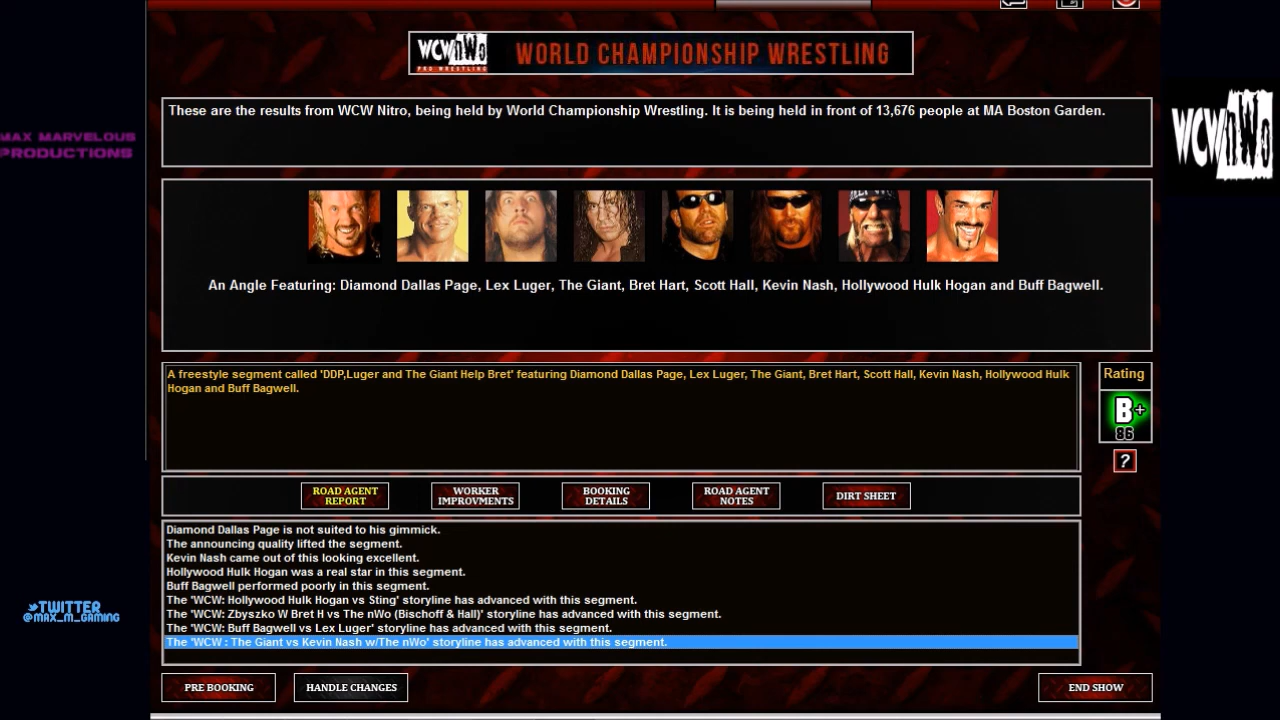 WCW nWo
PRO WRESTLING
WORLD CHAMPIONSHIP WRESTLING
These are the results from WCW Nitro, being held by World Championship Wrestling. It is being held in front of 13,676 people at MA Boston Garden.
MAX MARVELOUS
PRODUCTIONS
WCW nWo
An Angle Featuring: Diamond Dallas Page, Lex Luger, The Giant, Bret Hart, Scott Hall, Kevin Nash, Hollywood Hulk Hogan and Buff Bagwell.
A freestyle segment called 'DDP,Luger and The Giant Help Bret' featuring Diamond Dallas Page, Lex Luger, The Giant, Bret Hart, Scott Hall, Kevin Nash, Hollywood Hulk
Hogan and Buff Bagwell.
Rating
B+
86
?
ROAD AGENT
REPORT
WORKER
IMPROVMENTS
BOOKING
DETAILS
ROAD AGENT
NOTES
DIRT SHEET
Diamond Dallas Page is not suited to his gimmick.
The announcing quality lifted the segment.
Kevin Nash came out of this looking excellent.
Hollywood Hulk Hogan was a real star in this segment.
Buff Bagwell performed poorly in this segment.
The 'WCW: Hollywood Hulk Hogan vs Sting' storyline has advanced with this segment.
The 'WCW: Zbyszko W Bret H vs The nWo (Bischoff & Hall)' storyline has advanced with this segment.
The 'WCW: Buff Bagwell vs Lex Luger' storyline has advanced with this segment.
The 'WCW : The Giant vs Kevin Nash w/The nWo' storyline has advanced with this segment.
TWITTER
@MAX_M_GAMING
PRE BOOKING
HANDLE CHANGES
END SHOW